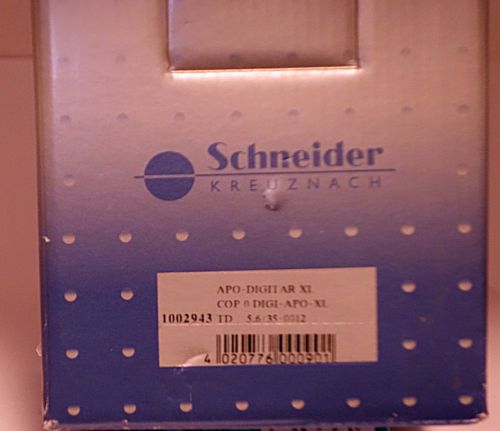 Schneider
KREUZNACH
APO-DIGITAR XL
COP 0 DIGI-APO-XL
1002943 TD 5.6/35-0012
4 020776 000901